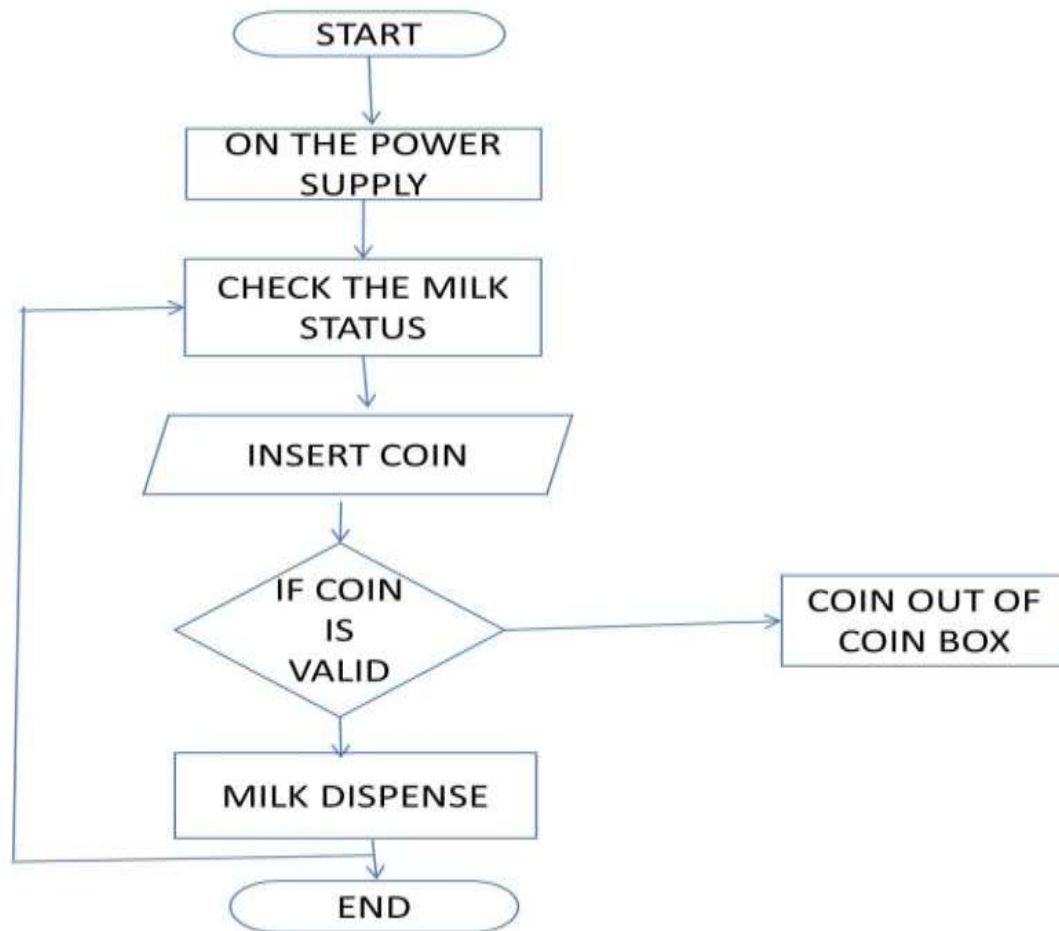 START
ON THE POWER
SUPPLY
CHECK THE MILK
STATUS
INSERT COIN
IF COIN
IS
VALID
COIN OUT OF
COIN BOX
MILK DISPENSE
END